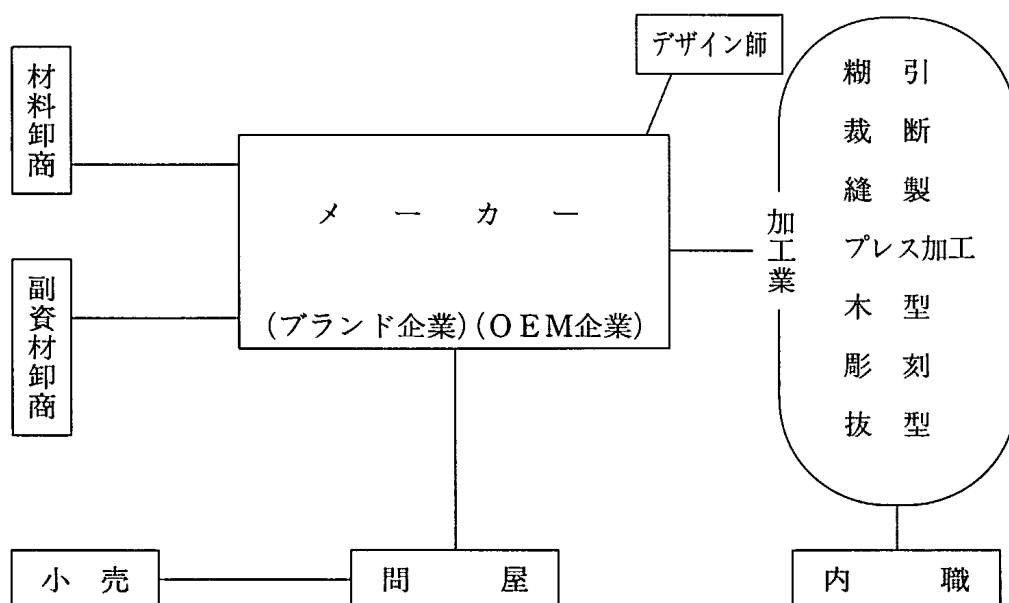 デザイン師
材料卸商
メーカー
(ブランド企業)(OEM企業)
副資材卸商
加工業
糊引
裁断
縫製
プレス加工
木型
彫刻
抜型
小売
問屋
内職